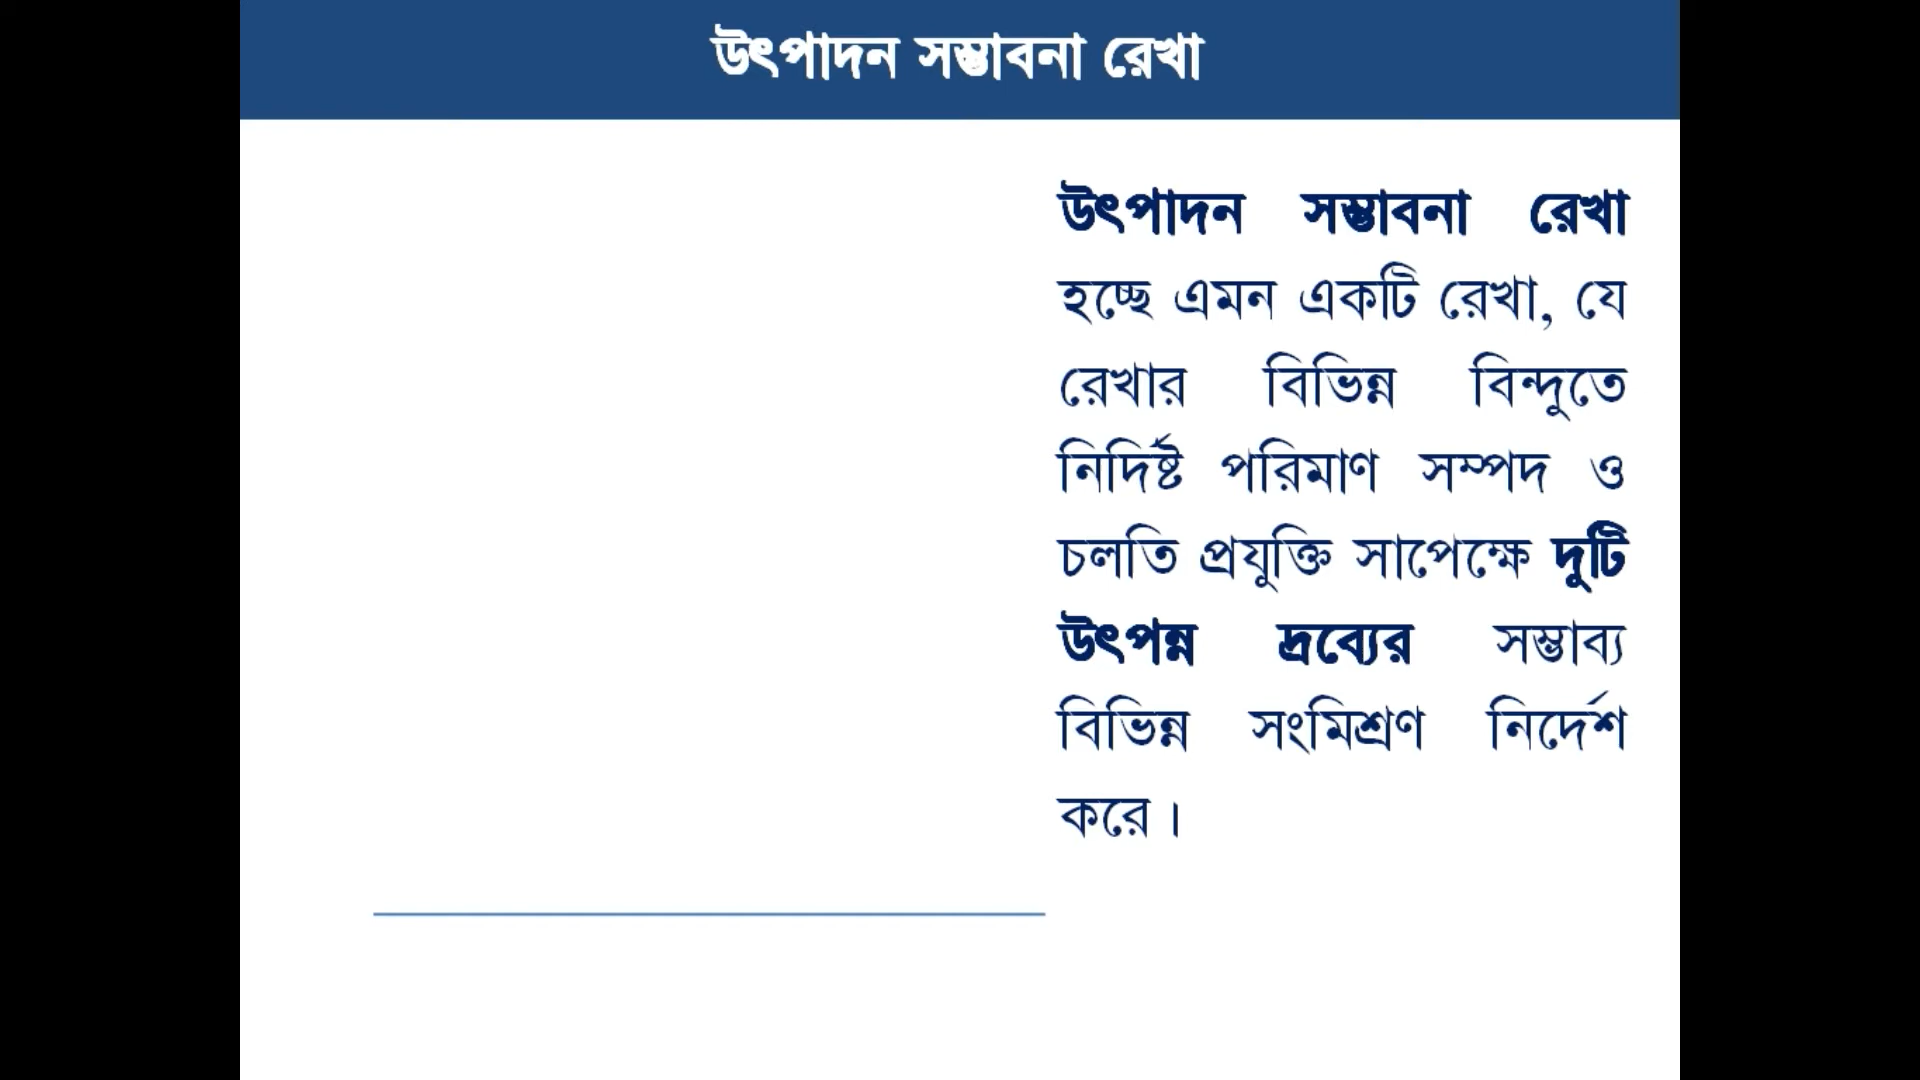 উৎপাদন সম্ভাবনা রেখা
উৎপাদন সম্ভাবনা রেখা
হচ্ছে এমন একটি রেখা, যে
রেখার বিভিন্ন বিন্দুতে
নিদির্ষ্ট পরিমাণ সম্পদ ও
চলতি প্রযুক্তি সাপেক্ষে দুটি
উৎপন্ন দ্রব্যের সম্ভাব্য
বিভিন্ন সংমিশ্রণ নির্দেশ
করে।